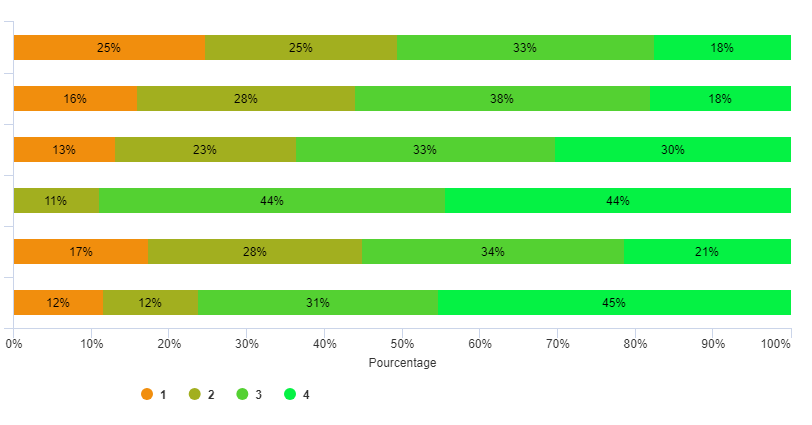 25% 25% 33% 18%
16% 28% 38% 18%
13% 23% 33% 30%
11% 44% 44%
17% 28% 34% 21%
12% 12% 31% 45%
0% 10% 20% 30% 40% 50% 60% 70% 80% 90% 100%
Pourcentage
1 2 3 4